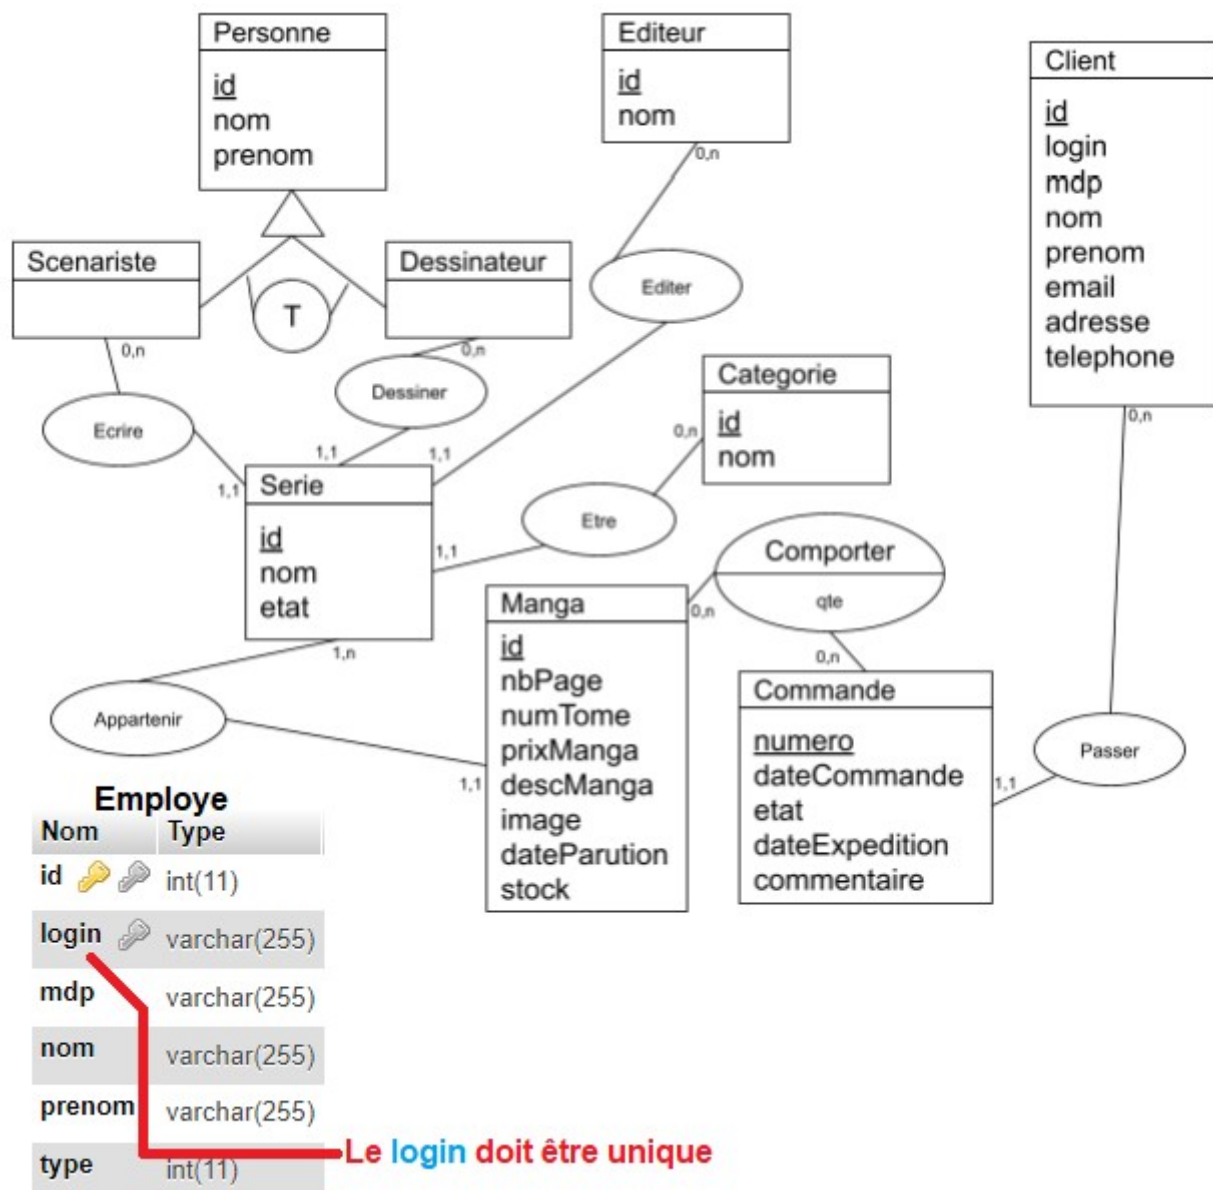 Personne
id
nom
prenom
Editeur
id
nom
0,n
Client
id
login
mdp
nom
prenom
email
adresse
telephone
0,n
Scenariste
0,n
T
Dessinateur
0,n
Editer
Dessiner
Ecrire
1,1
1,1
1,1
Categorie
id
nom
0,n
Serie
id
nom
etat
1,1
1,n
Etre
Comporter
qte
0,n
0,n
Manga
id
nbPage
numTome
prixManga
descManga
image
dateParution
stock
1,1
Appartenir
Commande
numero
dateCommande
etat
dateExpedition
commentaire
1,1
Passer
Employe
Nom Type
id int(11)
login varchar(255)
mdp varchar(255)
nom varchar(255)
prenom varchar(255)
type int(11)
Le login doit être unique